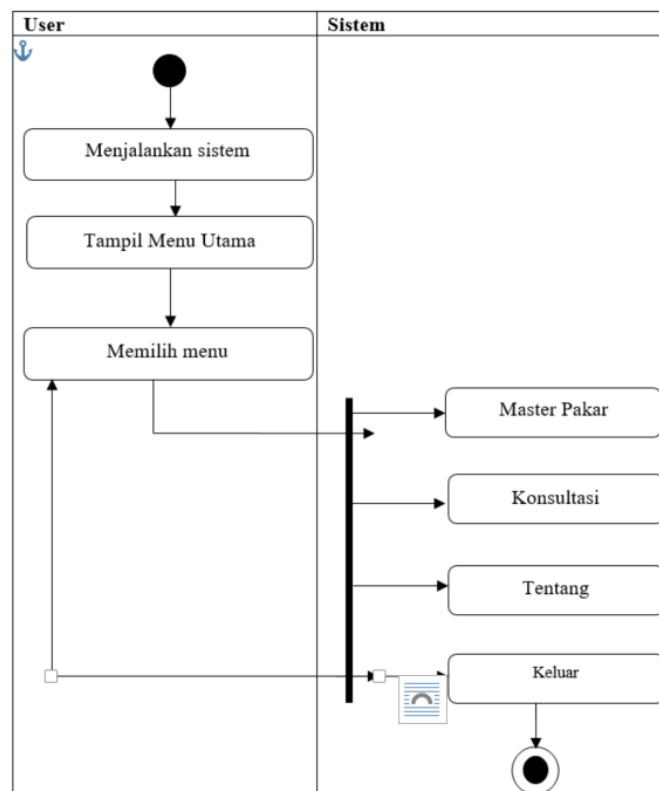 User
Sistem
Menjalankan sistem
Tampil Menu Utama
Memilih menu
Master Pakar
Konsultasi
Tentang
Keluar